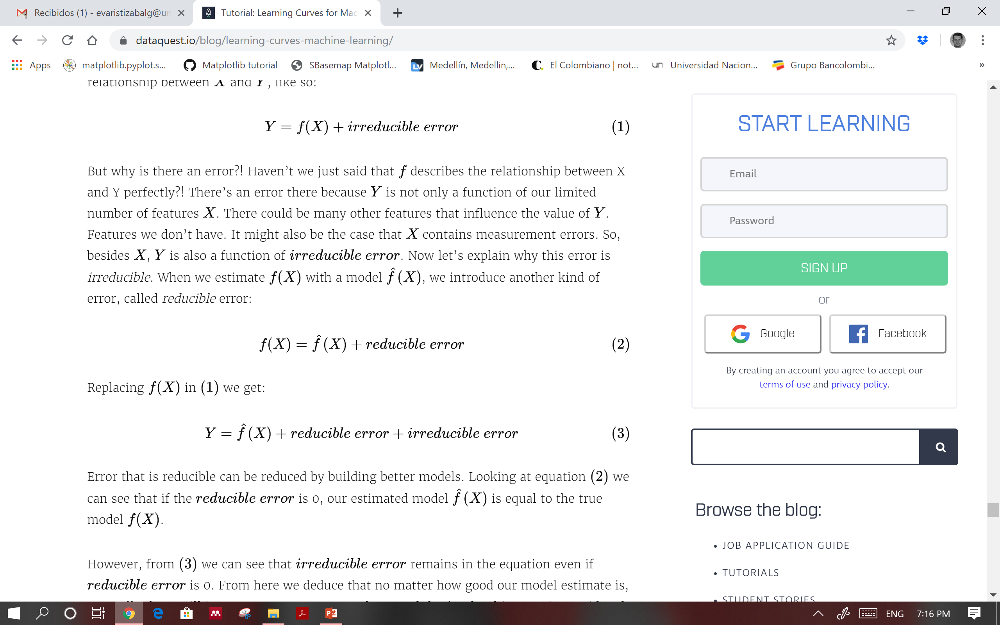 Recibidos (1) - evaristizabalg@un
Tutorial: Learning Curves for Mac
dataquest.io/blog/learning-curves-machine-learning/
Apps
matplotlib.pyplot.s...
Matplotlib tutorial
SBasemap Matplotl...
Medellín, Medellin,...
El Colombiano | not...
Universidad Nacion...
Grupo Bancolombi...
»
relationship between X and Y, like so:
Y = f(X) + irreducible error (1)
But why is there an error?! Haven’t we just said that f describes the relationship between X
and Y perfectly?! There’s an error there because Y is not only a function of our limited
number of features X. There could be many other features that influence the value of Y.
Features we don’t have. It might also be the case that X contains measurement errors. So,
besides X, Y is also a function of irreducible error. Now let’s explain why this error is
irreducible. When we estimate f(X) with a model f̂(X), we introduce another kind of
error, called reducible error:
f(X) = f̂(X) + reducible error (2)
Replacing f(X) in (1) we get:
Y = f̂(X) + reducible error + irreducible error (3)
Error that is reducible can be reduced by building better models. Looking at equation (2) we
can see that if the reducible error is 0, our estimated model f̂(X) is equal to the true
model f(X).
However, from (3) we can see that irreducible error remains in the equation even if
reducible error is 0. From here we deduce that no matter how good our model estimate is,
START LEARNING
Email
Password
SIGN UP
or
Google
Facebook
By creating an account you agree to accept our
terms of use and privacy policy.
Browse the blog:
• JOB APPLICATION GUIDE
• TUTORIALS
• STUDENT STORIES
ENG
7:16 PM